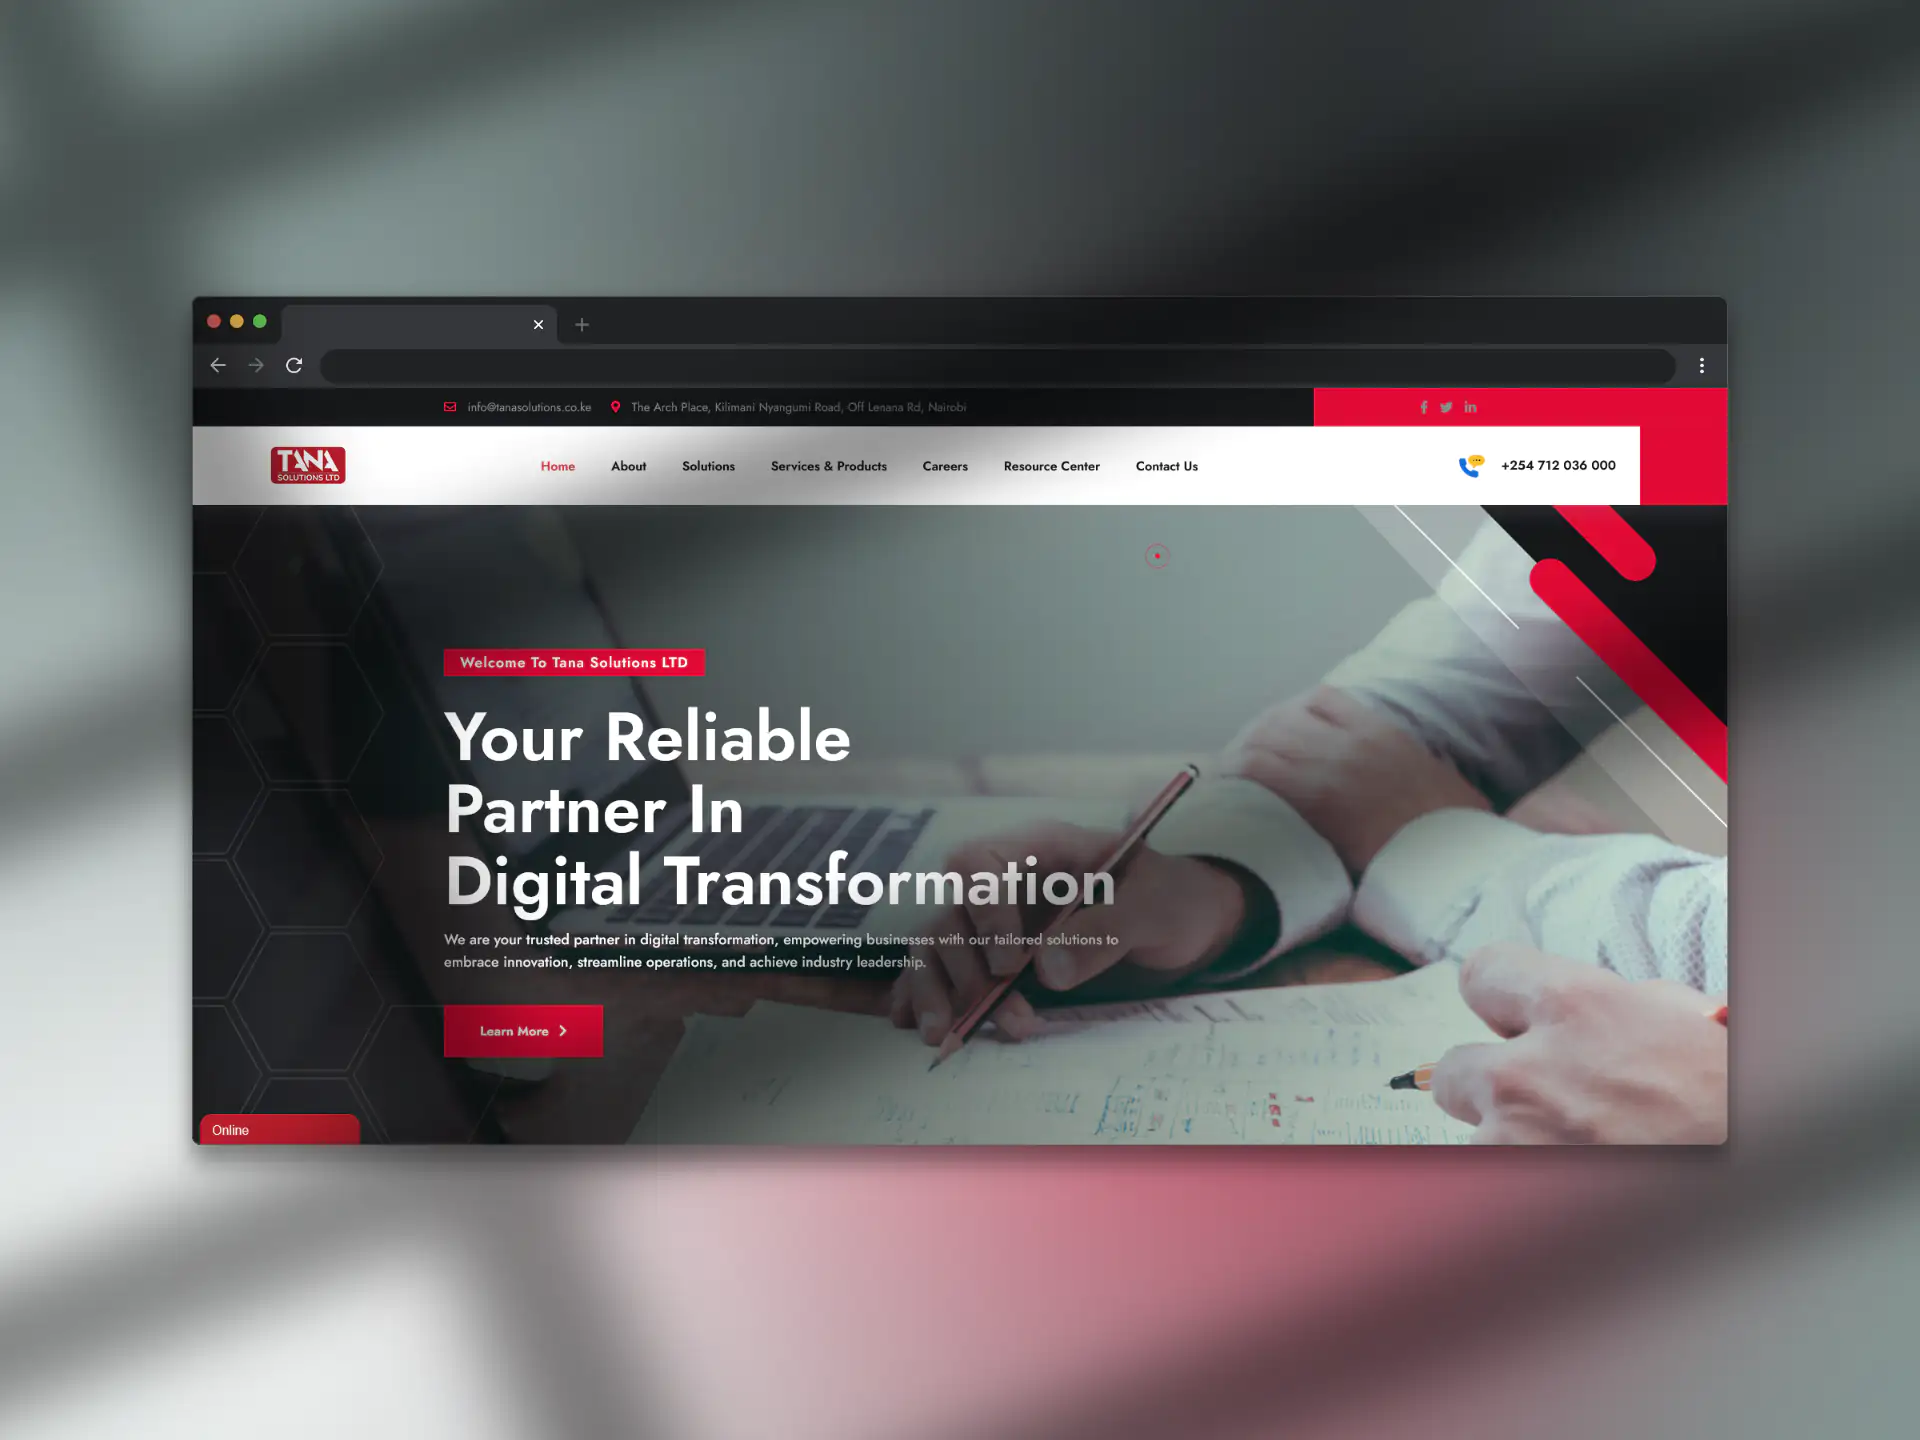 info@tanasolutions.co.ke The Arch Place, Kilimani Nyangumi Road, Off Lenana Rd, Nairobi
TANA
SOLUTIONS LTD
Home About Solutions Services & Products Careers Resource Center Contact Us
+254 712 036 000
Welcome To Tana Solutions LTD
Your Reliable
Partner In
Digital Transformation
We are your trusted partner in digital transformation, empowering businesses with our tailored solutions to
embrace innovation, streamline operations, and achieve industry leadership.
Learn More
Online